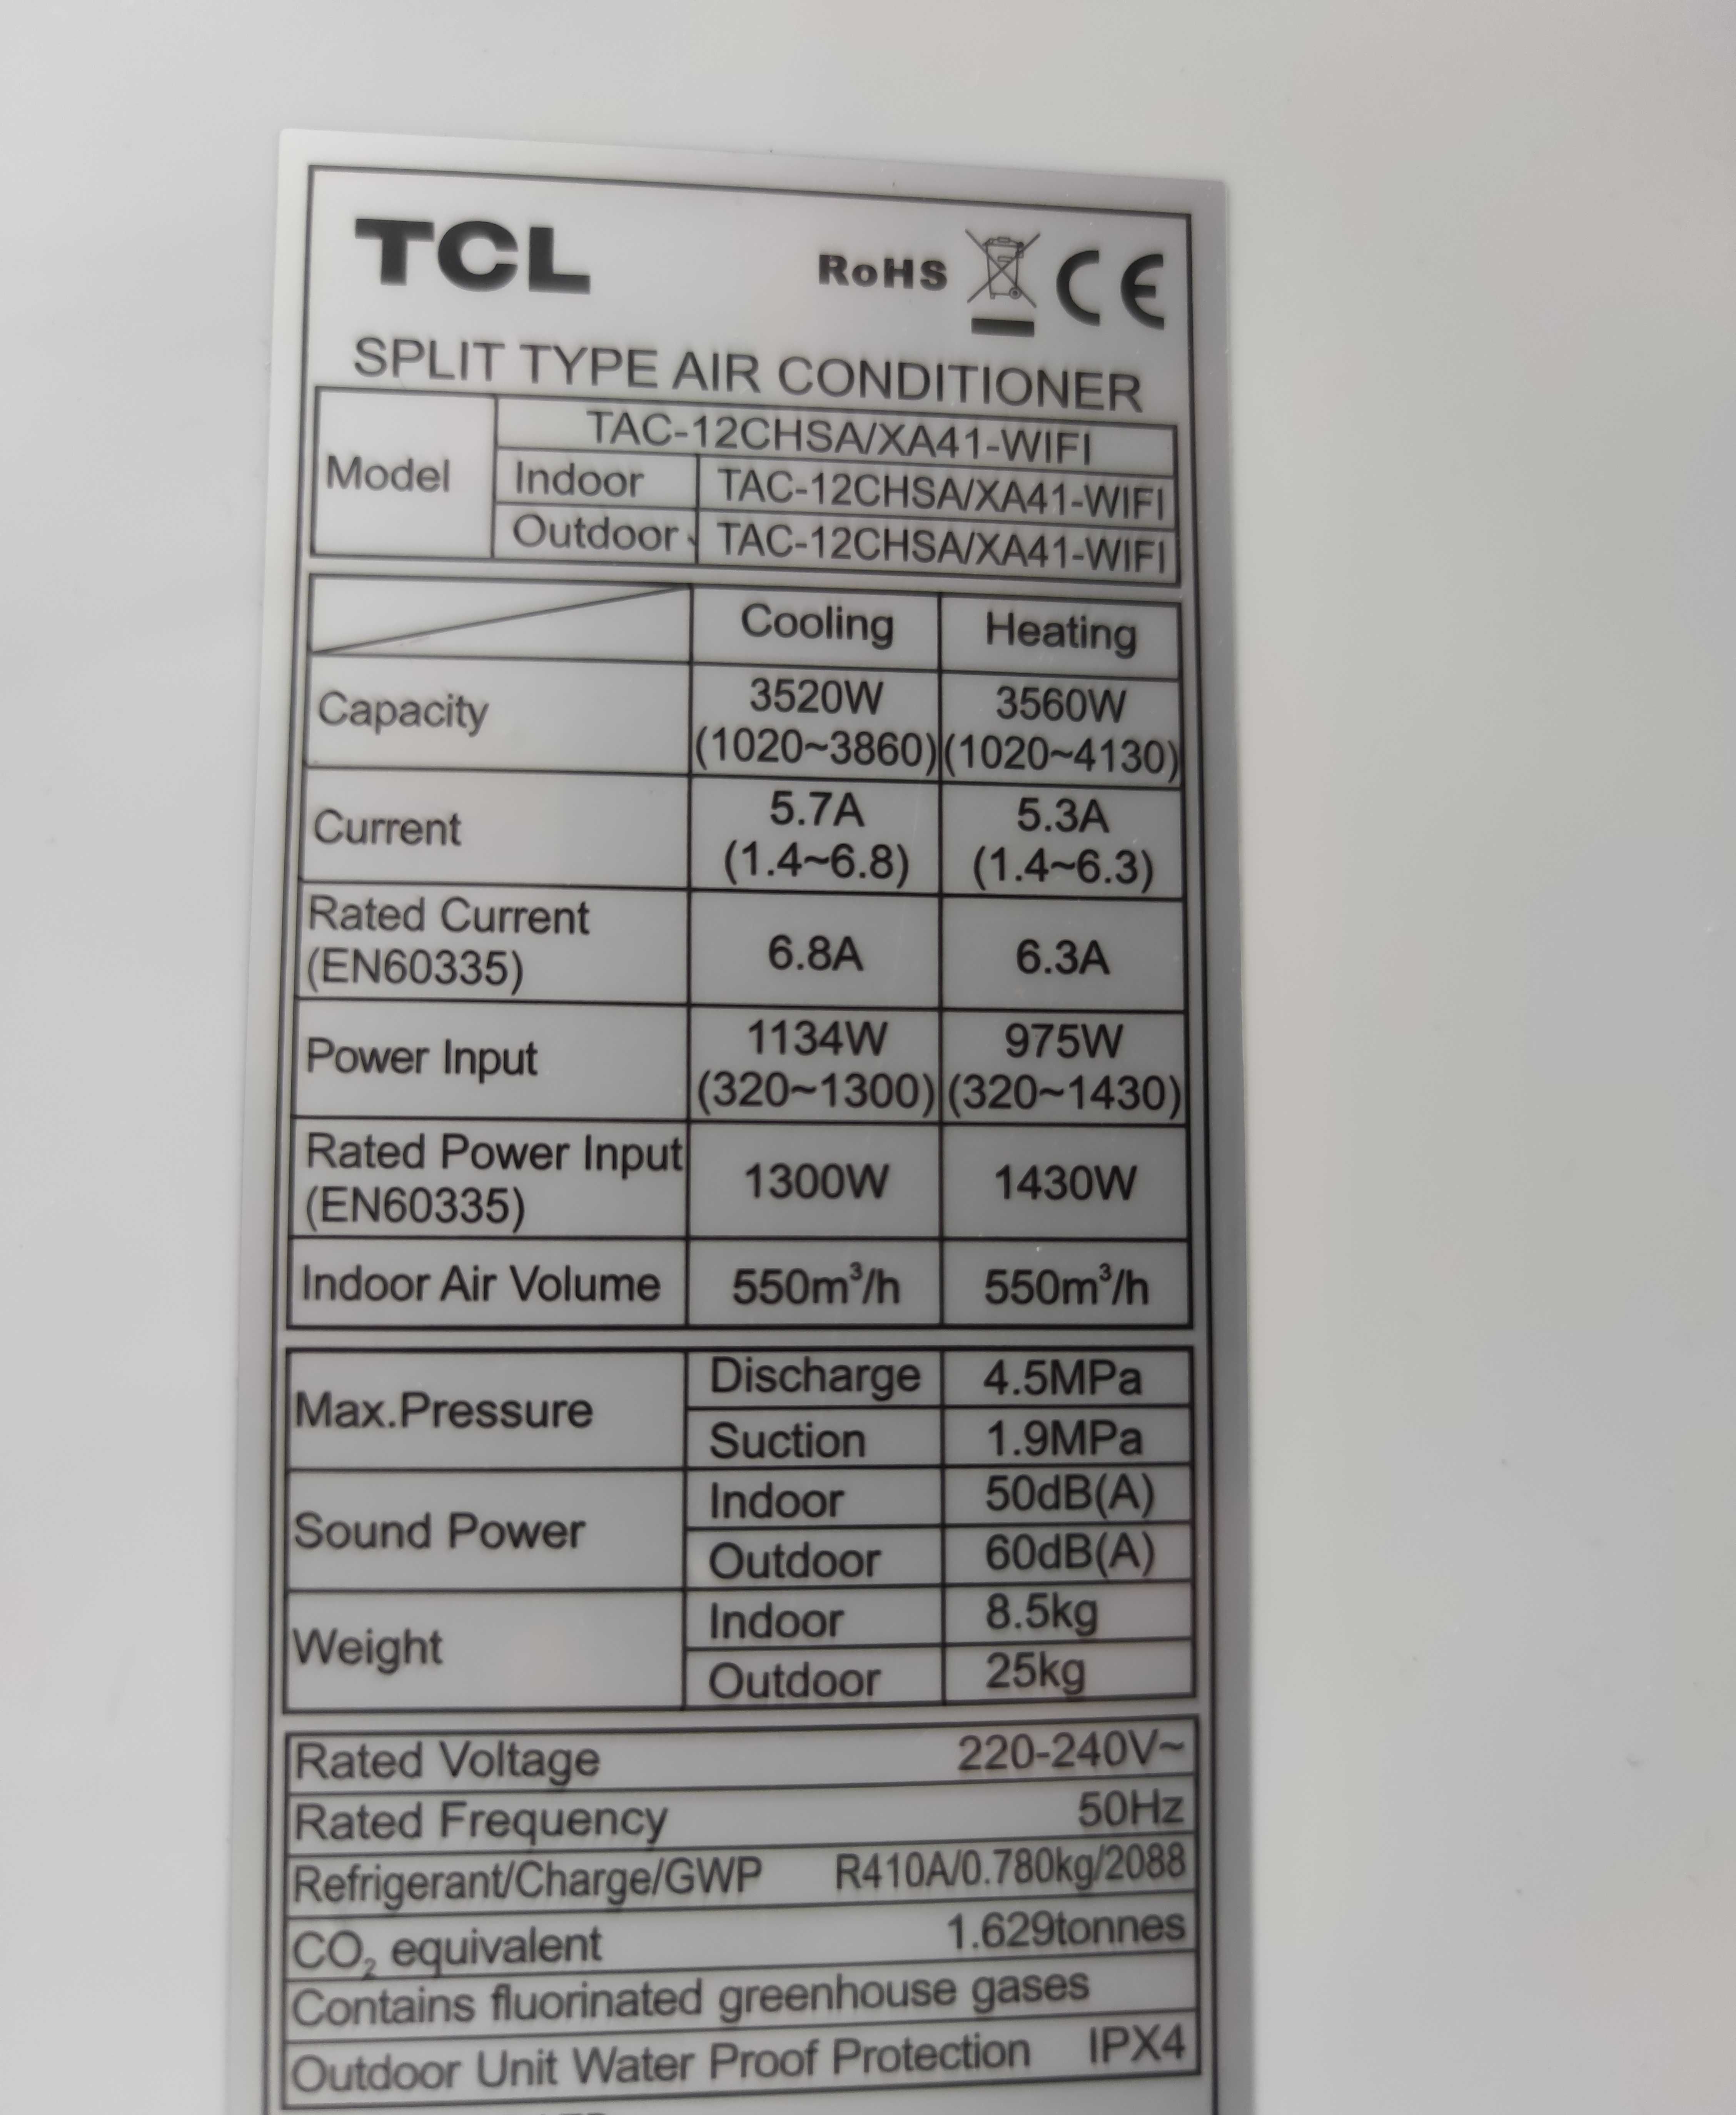 TCL
RoHS CE
SPLIT TYPE AIR CONDITIONER
Model
TAC-12CHSA/XA41-WIFI
Indoor TAC-12CHSA/XA41-WIFI
Outdoor TAC-12CHSA/XA41-WIFI
Cooling Heating
Capacity 3520W 3560W
(1020~3860) (1020~4130)
Current 5.7A 5.3A
(1.4~6.8) (1.4~6.3)
Rated Current
(EN60335) 6.8A 6.3A
Power Input 1134W 975W
(320~1300) (320~1430)
Rated Power Input
(EN60335) 1300W 1430W
Indoor Air Volume 550m³/h 550m³/h
Max.Pressure
Discharge 4.5MPa
Suction 1.9MPa
Sound Power
Indoor 50dB(A)
Outdoor 60dB(A)
Weight
Indoor 8.5kg
Outdoor 25kg
Rated Voltage 220-240V~
Rated Frequency 50Hz
Refrigerant/Charge/GWP R410A/0.780kg/2088
CO₂ equivalent 1.629tonnes
Contains fluorinated greenhouse gases
Outdoor Unit Water Proof Protection IPX4